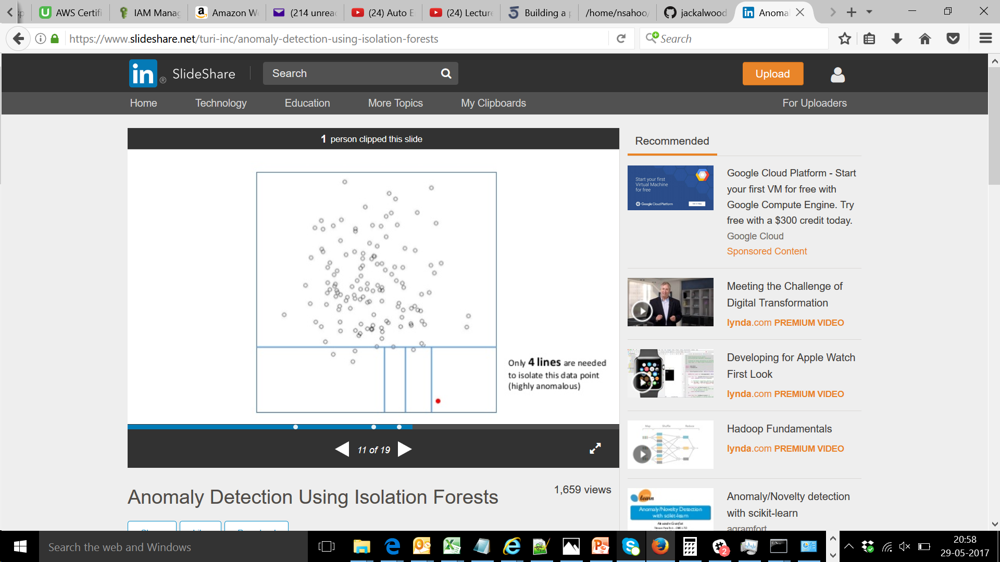 AWS Certifi
IAM Manag
Amazon We
(214 unread
(24) Auto E
(24) Lecture
Building a p
/home/nsahoo/
jackalwood
Anomal
https://www.slideshare.net/turi-inc/anomaly-detection-using-isolation-forests
Search
in
® SlideShare
Search
Upload
Home
Technology
Education
More Topics
My Clipboards
For Uploaders
1 person clipped this slide
Only 4 lines are needed
to isolate this data point
(highly anomalous)
11 of 19
Anomaly Detection Using Isolation Forests
1,659 views
Recommended
Start your first
Virtual Machine
for free
Google Cloud Platform
Google Cloud Platform - Start
your first VM for free with
Google Compute Engine. Try
free with a $300 credit today.
Google Cloud
Sponsored Content
Meeting the Challenge of
Digital Transformation
lynda.com PREMIUM VIDEO
Developing for Apple Watch
First Look
lynda.com PREMIUM VIDEO
Map Shuffle Reduce
Hadoop Fundamentals
lynda.com PREMIUM VIDEO
learn
Anomaly/Novelty Detection
with scikit-learn
Anomaly/Novelty detection
with scikit-learn
agramfort
Search the web and Windows
2
20:58
29-05-2017